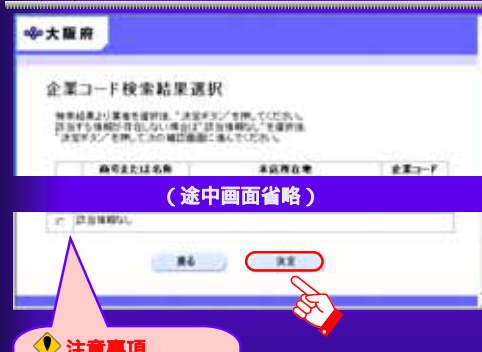 大阪府
企業コード検索結果選択
検索結果より業者を選択後、"決定ボタン"を押してください。
該当する情報が存在しない場合は"該当情報なし"を選択後、
"決定ボタン"を押して次の確認画面に進んでください。
商号または名称 本店所在地 企業コード
(途中画面省略)
該当情報なし
戻る 決定
注意事項